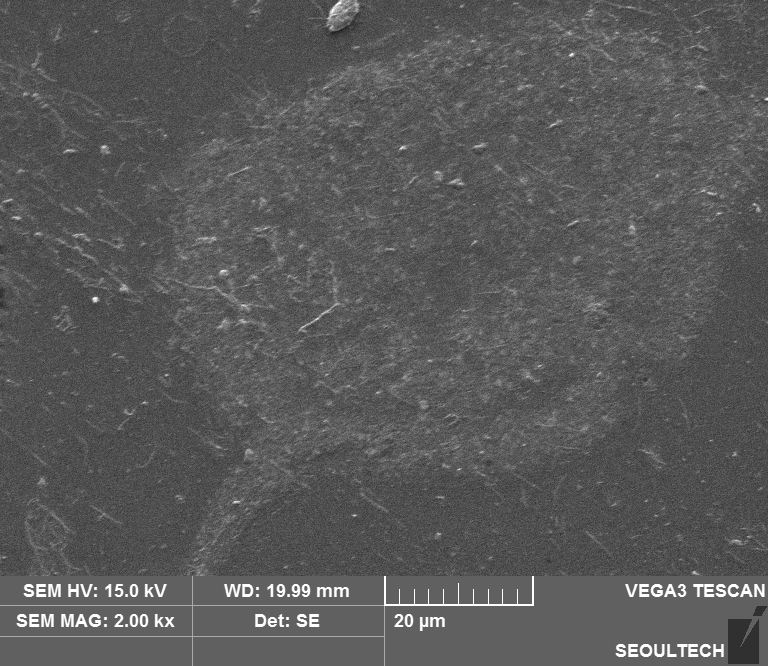 SEM HV: 15.0 kV
WD: 19.99 mm
VEGA3 TESCAN
SEM MAG: 2.00 kx
Det: SE
20 µm
SEOULTECH